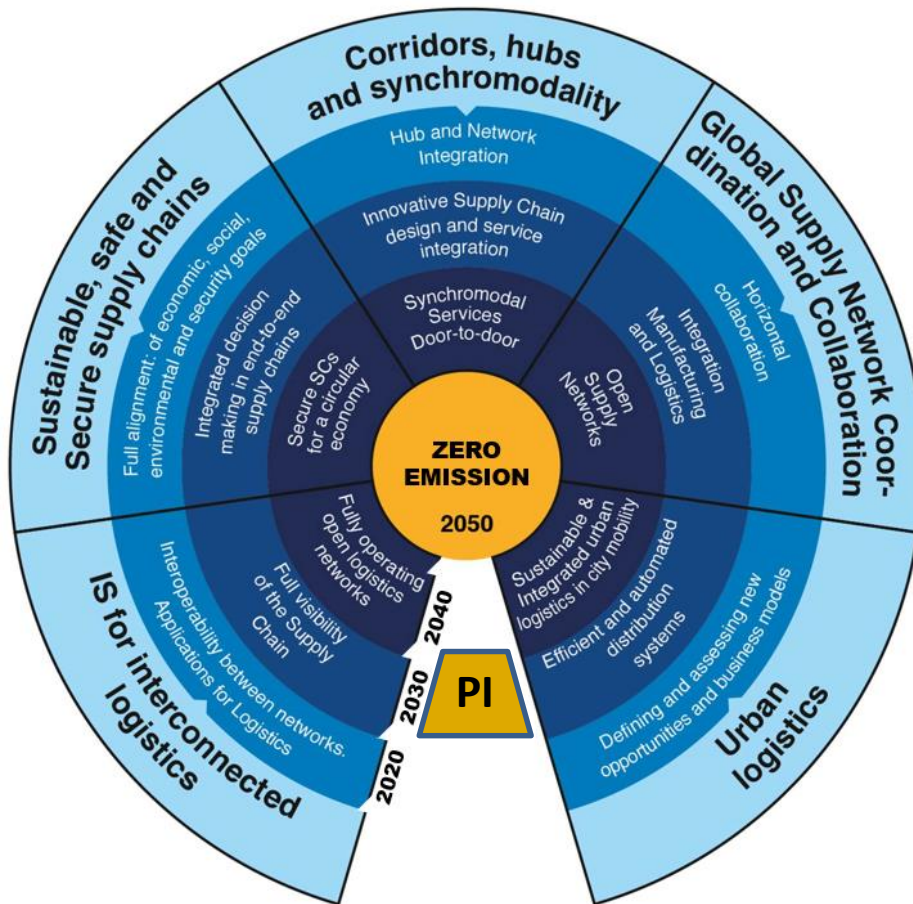 Corridors, hubs
and synchromodality
Hub and Network
Integration
Innovative Supply Chain
design and service
integration
Synchromodal
Services
Door-to-door
Global Supply Network Coor-
dination and Collaboration
Horizontal
collaboration
Integration
Manufacturing
and Logistics
Open
Supply
Networks
Sustainable, safe and
Secure supply chains
Full alignment: of economic, social,
environmental and security goals
Integrated decision
making in end-to-end
supply chains
Secure SCs
for a circular
economy
ZERO
EMISSION
2050
IS for interconnected
logistics
Interoperability between networks.
Applications for Logistics
Full visibility
of the Supply
Chain
Fully operating
open logistics
networks
2040
2030
2020
PI
Sustainable &
Integrated urban
logistics in city mobility
Efficient and automated
distribution
systems
Defining and assessing new
opportunities and business models
Urban
logistics